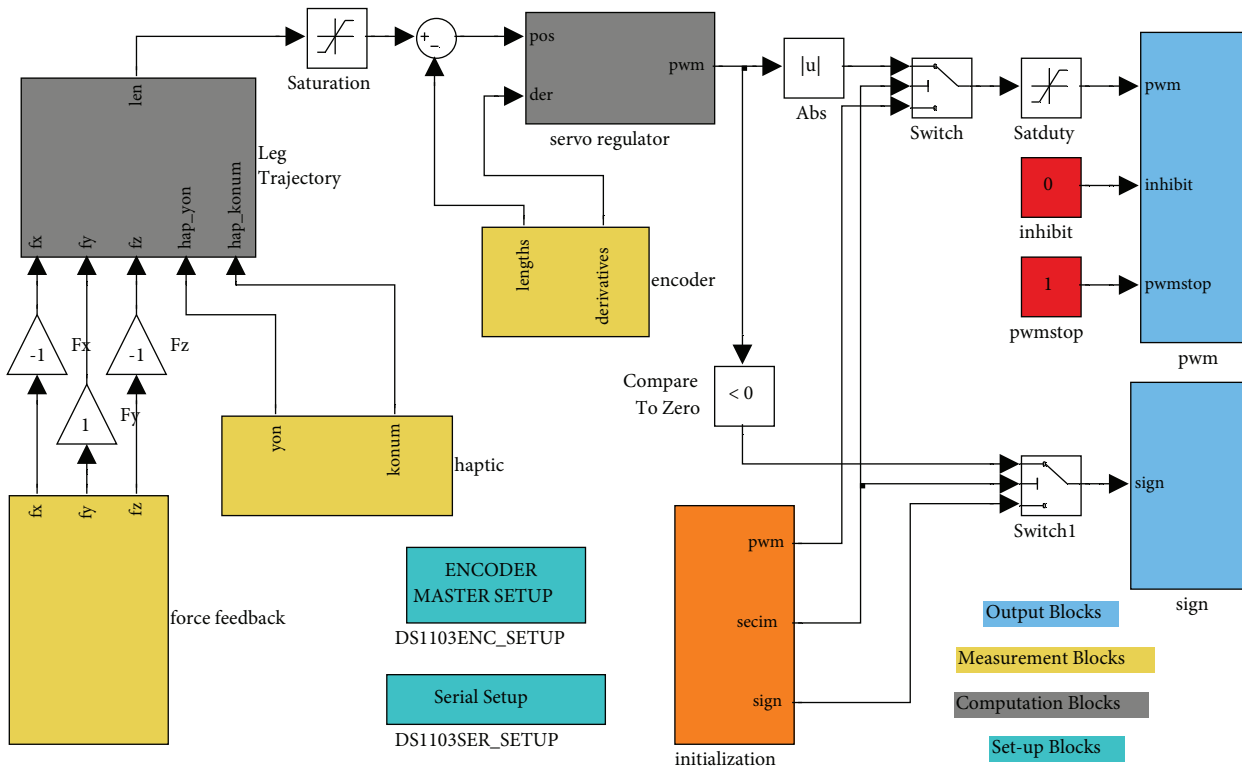 len
Leg
Trajectory
fx
fy
fz
hap_yon
hap_konum
Saturation
+
-
pos
der
pwm
servo regulator
|u|
Abs
Switch
Satduty
pwm
inhibit
pwmstop
pwm
0
inhibit
1
pwmstop
lengths
derivatives
encoder
-1
Fx
1
Fy
-1
Fz
yon
konum
haptic
< 0
Compare
To Zero
fx
fy
fz
force feedback
ENCODER
MASTER SETUP
DS1103ENC_SETUP
Serial Setup
DS1103SER_SETUP
pwm
secim
sign
initialization
Switch1
sign
sign
Output Blocks
Measurement Blocks
Computation Blocks
Set-up Blocks